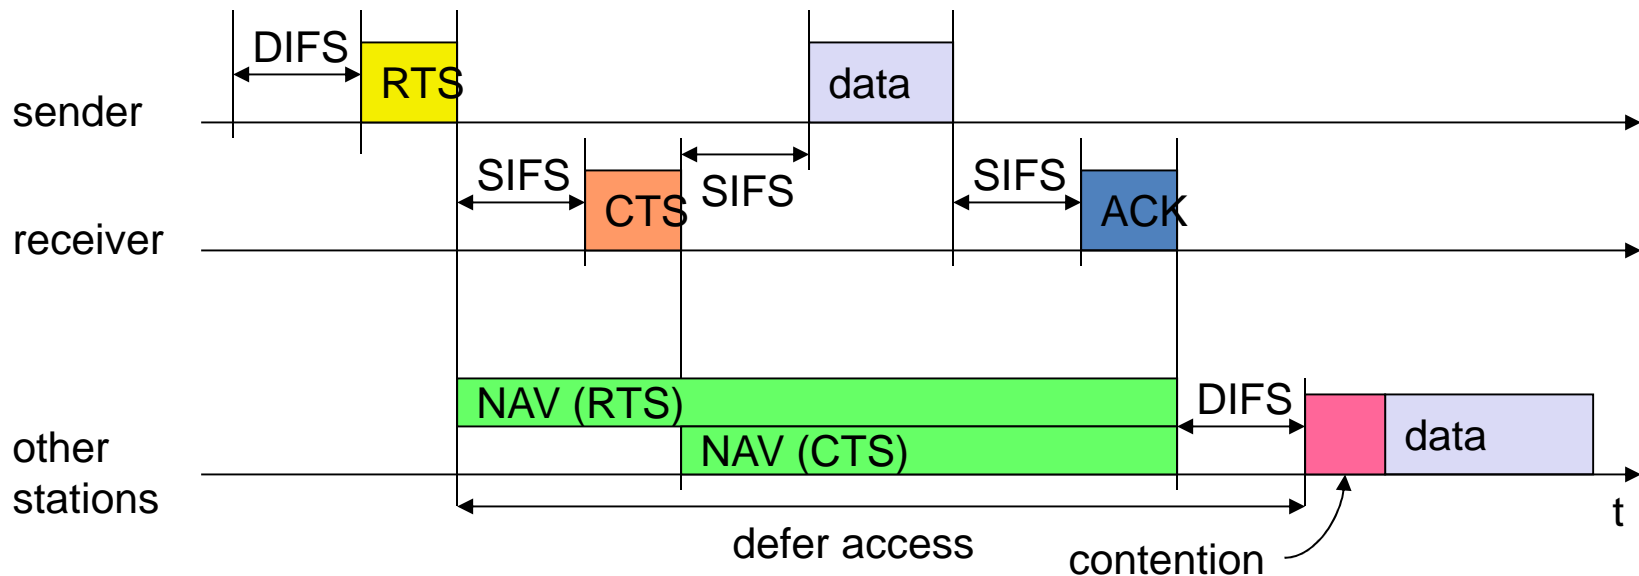 DIFS
RTS
data
sender
SIFS
CTS
SIFS
SIFS
ACK
receiver
NAV (RTS)
DIFS
NAV (CTS)
data
other
stations
t
defer access
contention